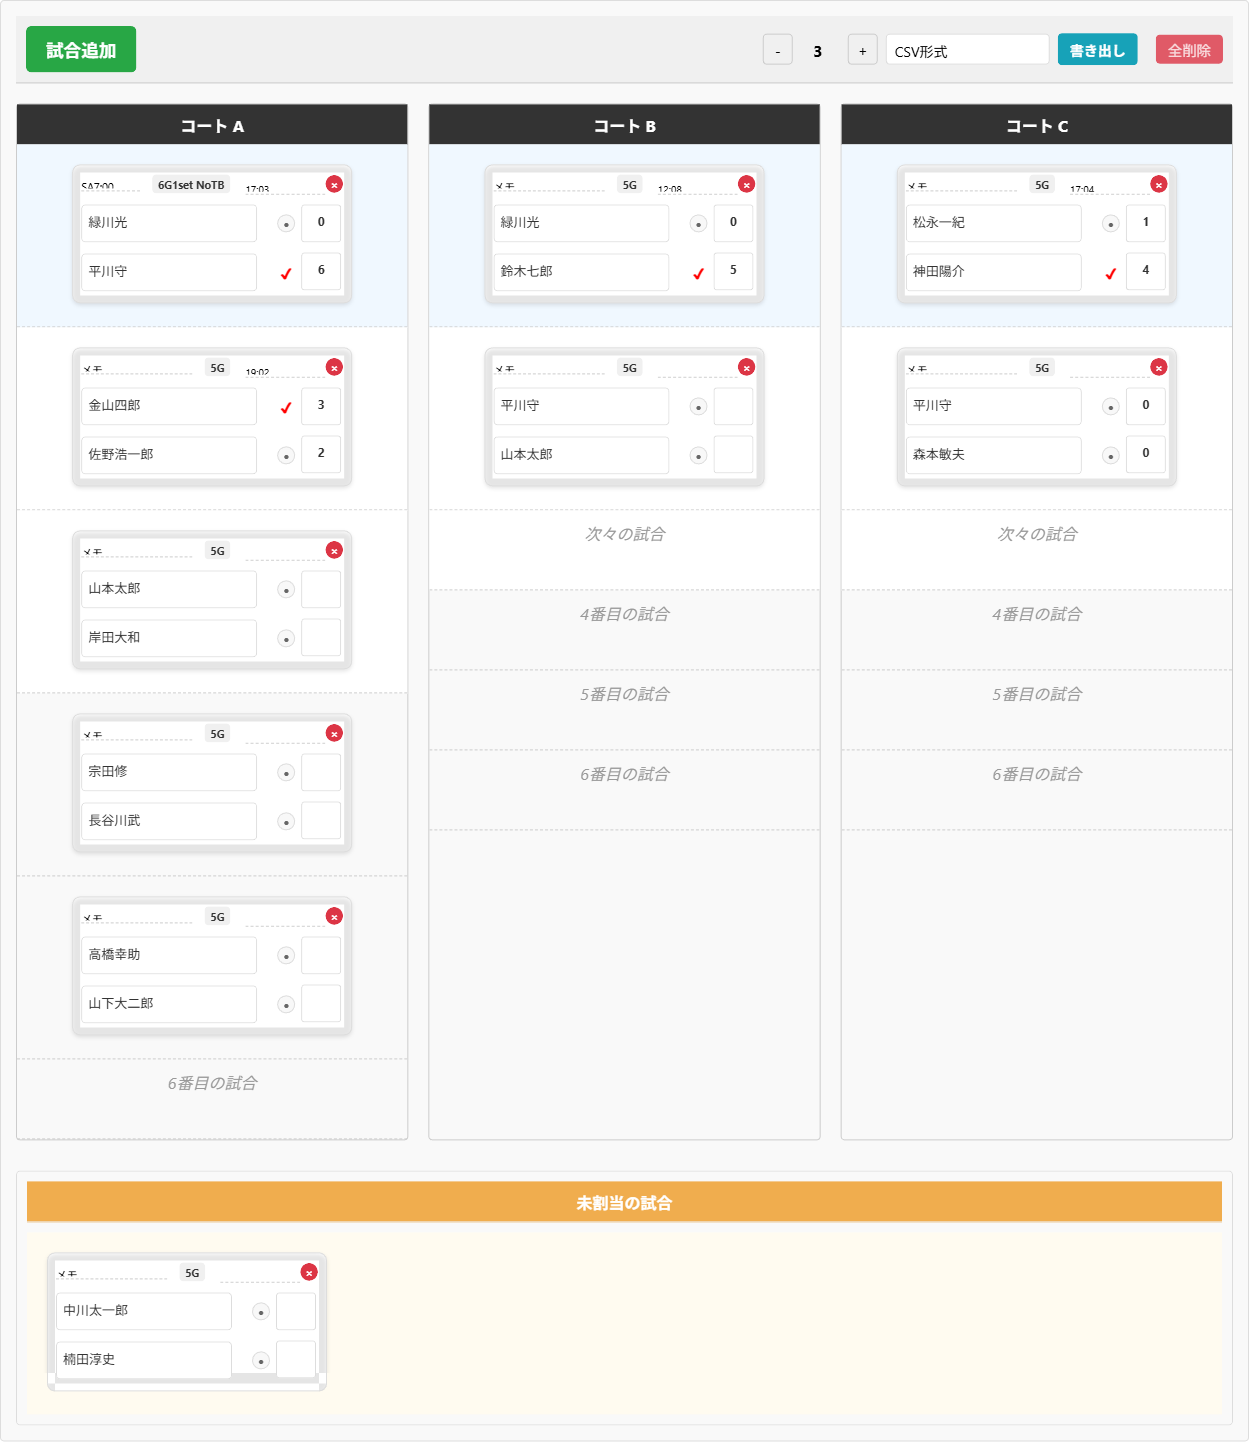 試合追加
- 3 + CSV形式 書き出し 全削除
コート A
SA7:00 6G1set NoTB 17:03 ×
緑川光 • 0
平川守 ✓ 6
メモ 5G 19:02 ×
金山四郎 ✓ 3
佐野浩一郎 • 2
メモ 5G ×
山本太郎 •
岸田大和 •
メモ 5G ×
宗田修 •
長谷川武 •
メモ 5G ×
高橋幸助 •
山下大二郎 •
6番目の試合
コート B
メモ 5G 12:08 ×
緑川光 • 0
鈴木七郎 ✓ 5
メモ 5G ×
平川守 •
山本太郎 •
次々の試合
4番目の試合
5番目の試合
6番目の試合
コート C
メモ 5G 17:04 ×
松永一紀 • 1
神田陽介 ✓ 4
メモ 5G ×
平川守 • 0
森本敏夫 • 0
次々の試合
4番目の試合
5番目の試合
6番目の試合
未割当の試合
メモ 5G ×
中川太一郎 •
楠田淳史 •